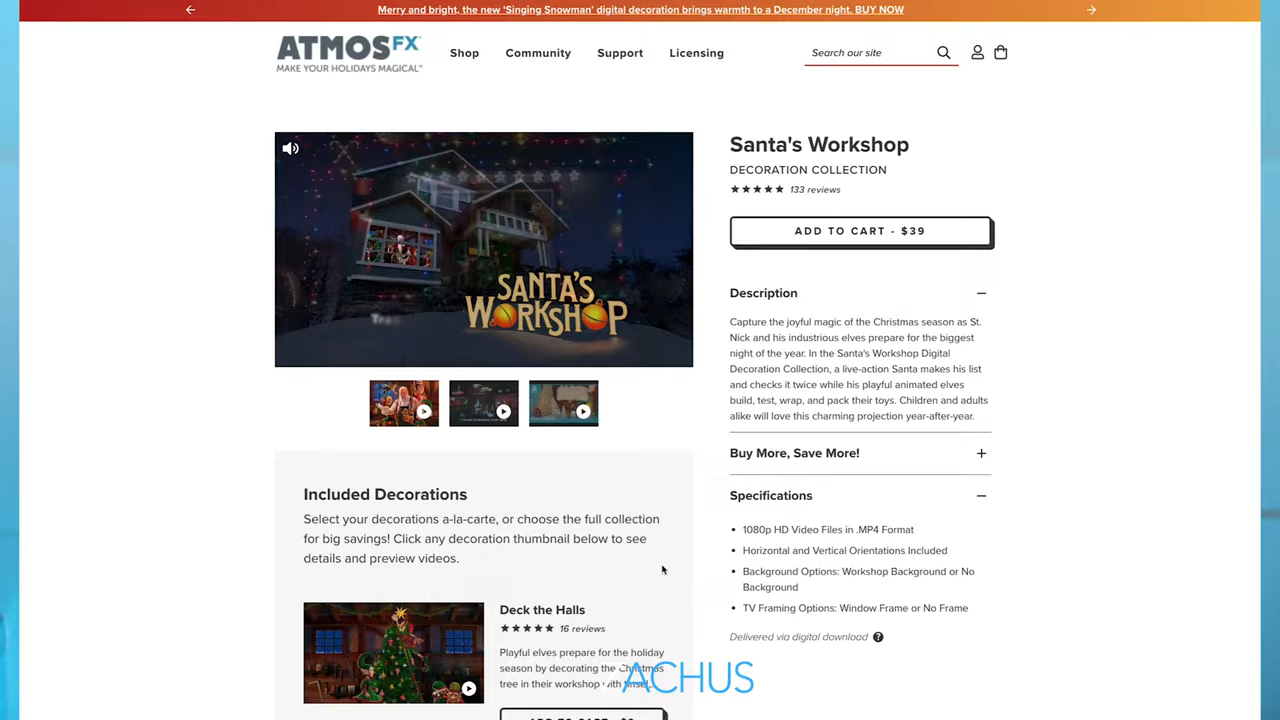 Merry and bright, the new 'Singing Snowman' digital decoration brings warmth to a December night. BUY NOW
ATMOSFX
MAKE YOUR HOLIDAYS MAGICAL™
Shop
Community
Support
Licensing
Search our site
SANTA'S
WORKSHOP
Santa's Workshop
DECORATION COLLECTION
133 reviews
ADD TO CART - $39
Description
Capture the joyful magic of the Christmas season as St.
Nick and his industrious elves prepare for the biggest
night of the year. In the Santa's Workshop Digital
Decoration Collection, a live-action Santa makes his list
and checks it twice while his playful animated elves
build, test, wrap, and pack their toys. Children and adults
alike will love this charming projection year-after-year.
Buy More, Save More!
Specifications
• 1080p HD Video Files in .MP4 Format
• Horizontal and Vertical Orientations Included
• Background Options: Workshop Background or No
Background
• TV Framing Options: Window Frame or No Frame
Delivered via digital download ?
Included Decorations
Select your decorations a-la-carte, or choose the full collection
for big savings! Click any decoration thumbnail below to see
details and preview videos.
Deck the Halls
16 reviews
Playful elves prepare for the holiday
season by decorating the Christmas
tree in their workshop with tinsel,
ADD TO CART
ACHUS